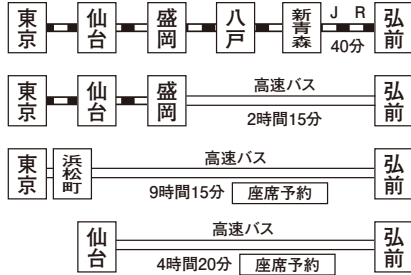 東京 仙台 盛岡 八戸 新青森 JR 弘前
40分
東京 仙台 盛岡 高速バス 弘前
2時間15分
東京 浜松町 高速バス 弘前
9時間15分 座席予約
仙台 高速バス 弘前
4時間20分 座席予約